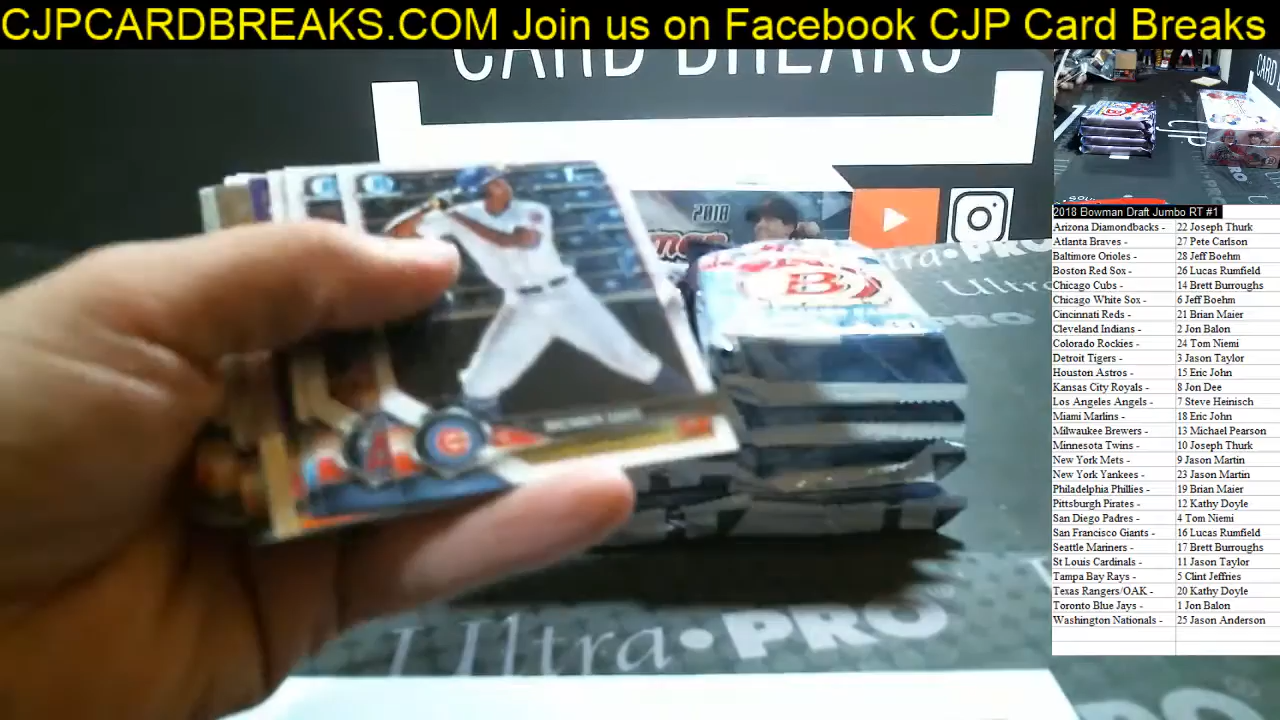 CJPCARDBREAKS.COM Join us on Facebook CJP Card Breaks
CARD BREAKS
2018
B
Ultra•PRO
2018 Bowman Draft Jumbo RT #1
Arizona Diamondbacks - 22 Joseph Thurk
Atlanta Braves - 27 Pete Carlson
Baltimore Orioles - 28 Jeff Boehm
Boston Red Sox - 26 Lucas Rumfield
Chicago Cubs - 14 Brett Burroughs
Chicago White Sox - 6 Jeff Boehm
Cincinnati Reds - 21 Brian Maier
Cleveland Indians - 2 Jon Balon
Colorado Rockies - 24 Tom Niemi
Detroit Tigers - 3 Jason Taylor
Houston Astros - 15 Eric John
Kansas City Royals - 8 Jon Dee
Los Angeles Angels - 7 Steve Heinisch
Miami Marlins - 18 Eric John
Milwaukee Brewers - 13 Michael Pearson
Minnesota Twins - 10 Joseph Thurk
New York Mets - 9 Jason Martin
New York Yankees - 23 Jason Martin
Philadelphia Phillies - 19 Brian Maier
Pittsburgh Pirates - 12 Kathy Doyle
San Diego Padres - 4 Tom Niemi
San Francisco Giants - 16 Lucas Rumfield
Seattle Mariners - 17 Brett Burroughs
St Louis Cardinals - 11 Jason Taylor
Tampa Bay Rays - 5 Clint Jeffries
Texas Rangers/OAK - 20 Kathy Doyle
Toronto Blue Jays - 1 Jon Balon
Washington Nationals - 25 Jason Anderson